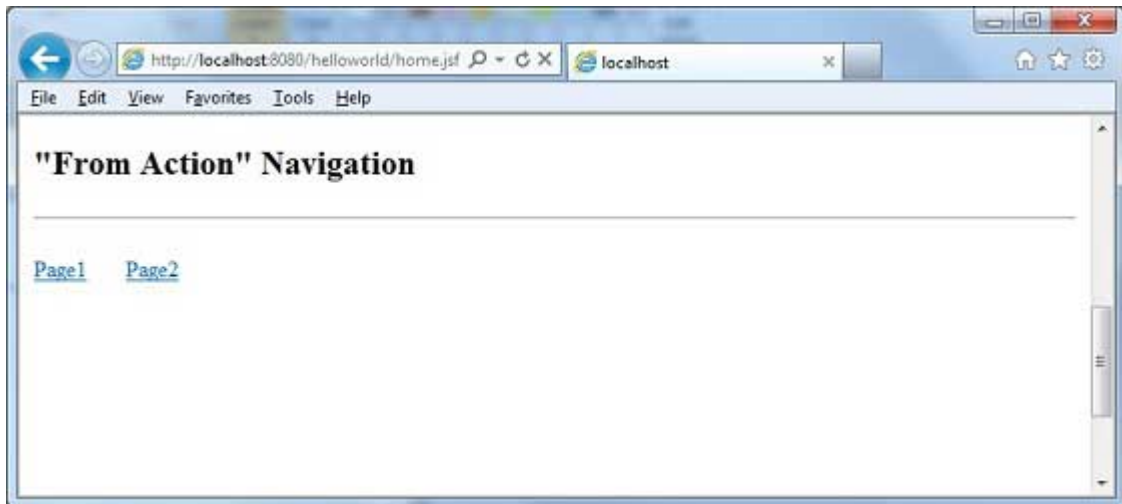 http://localhost:8080/helloworld/home.jsf
localhost
File Edit View Favorites Tools Help
"From Action" Navigation
Page1 Page2